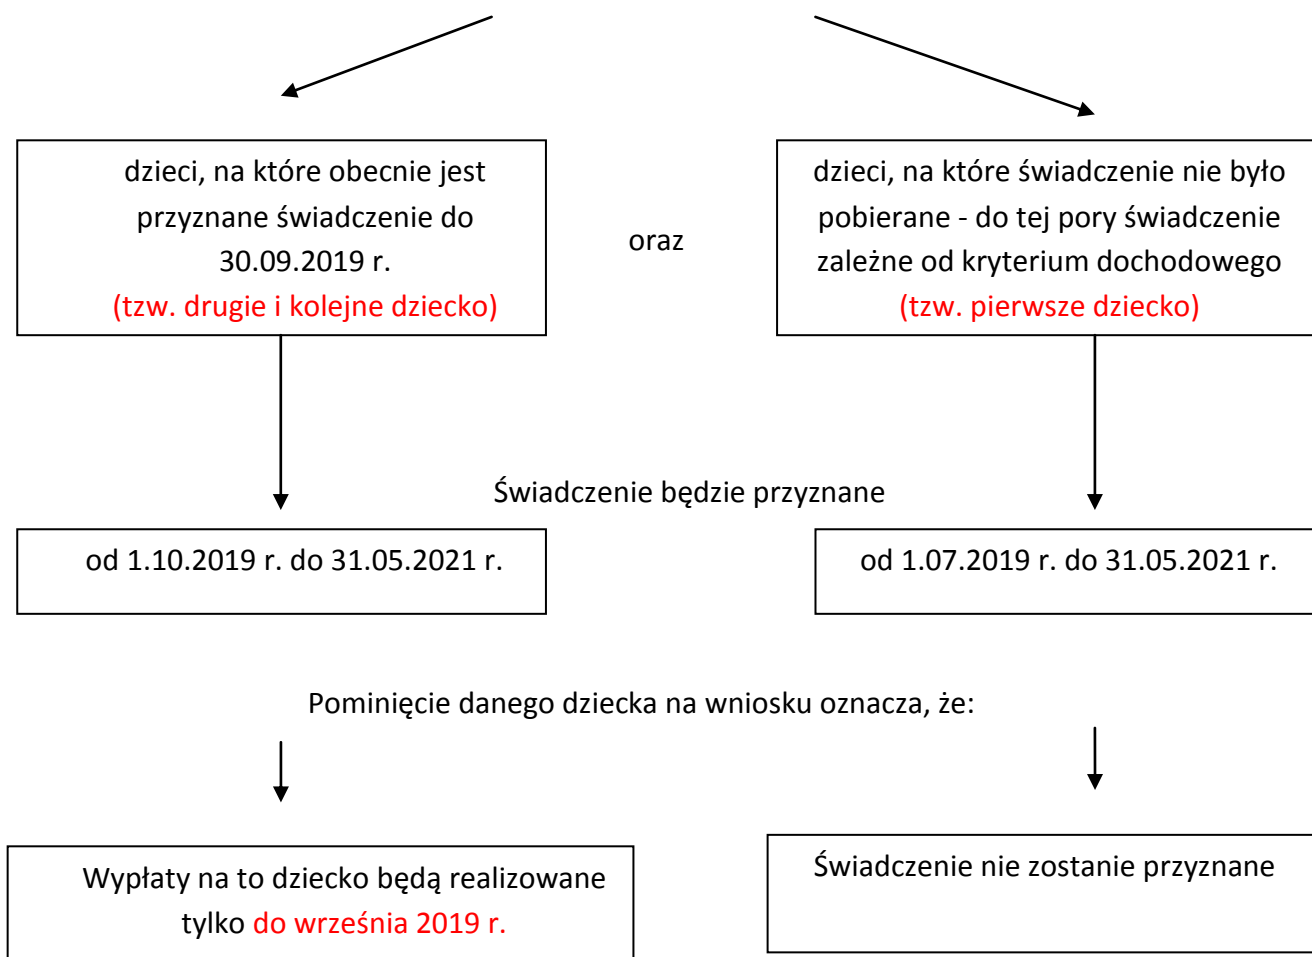 dzieci, na które obecnie jest
przyznane świadczenie do
30.09.2019 r.
(tzw. drugie i kolejne dziecko)
oraz
dzieci, na które świadczenie nie było
pobierane - do tej pory świadczenie
zależne od kryterium dochodowego
(tzw. pierwsze dziecko)
Świadczenie będzie przyznane
od 1.10.2019 r. do 31.05.2021 r.
od 1.07.2019 r. do 31.05.2021 r.
Pominięcie danego dziecka na wniosku oznacza, że:
Wypłaty na to dziecko będą realizowane
tylko do września 2019 r.
Świadczenie nie zostanie przyznane